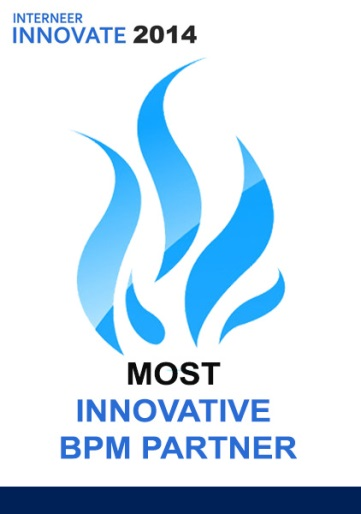 INTERNEER
INNOVATE 2014
MOST
INNOVATIVE
BPM PARTNER